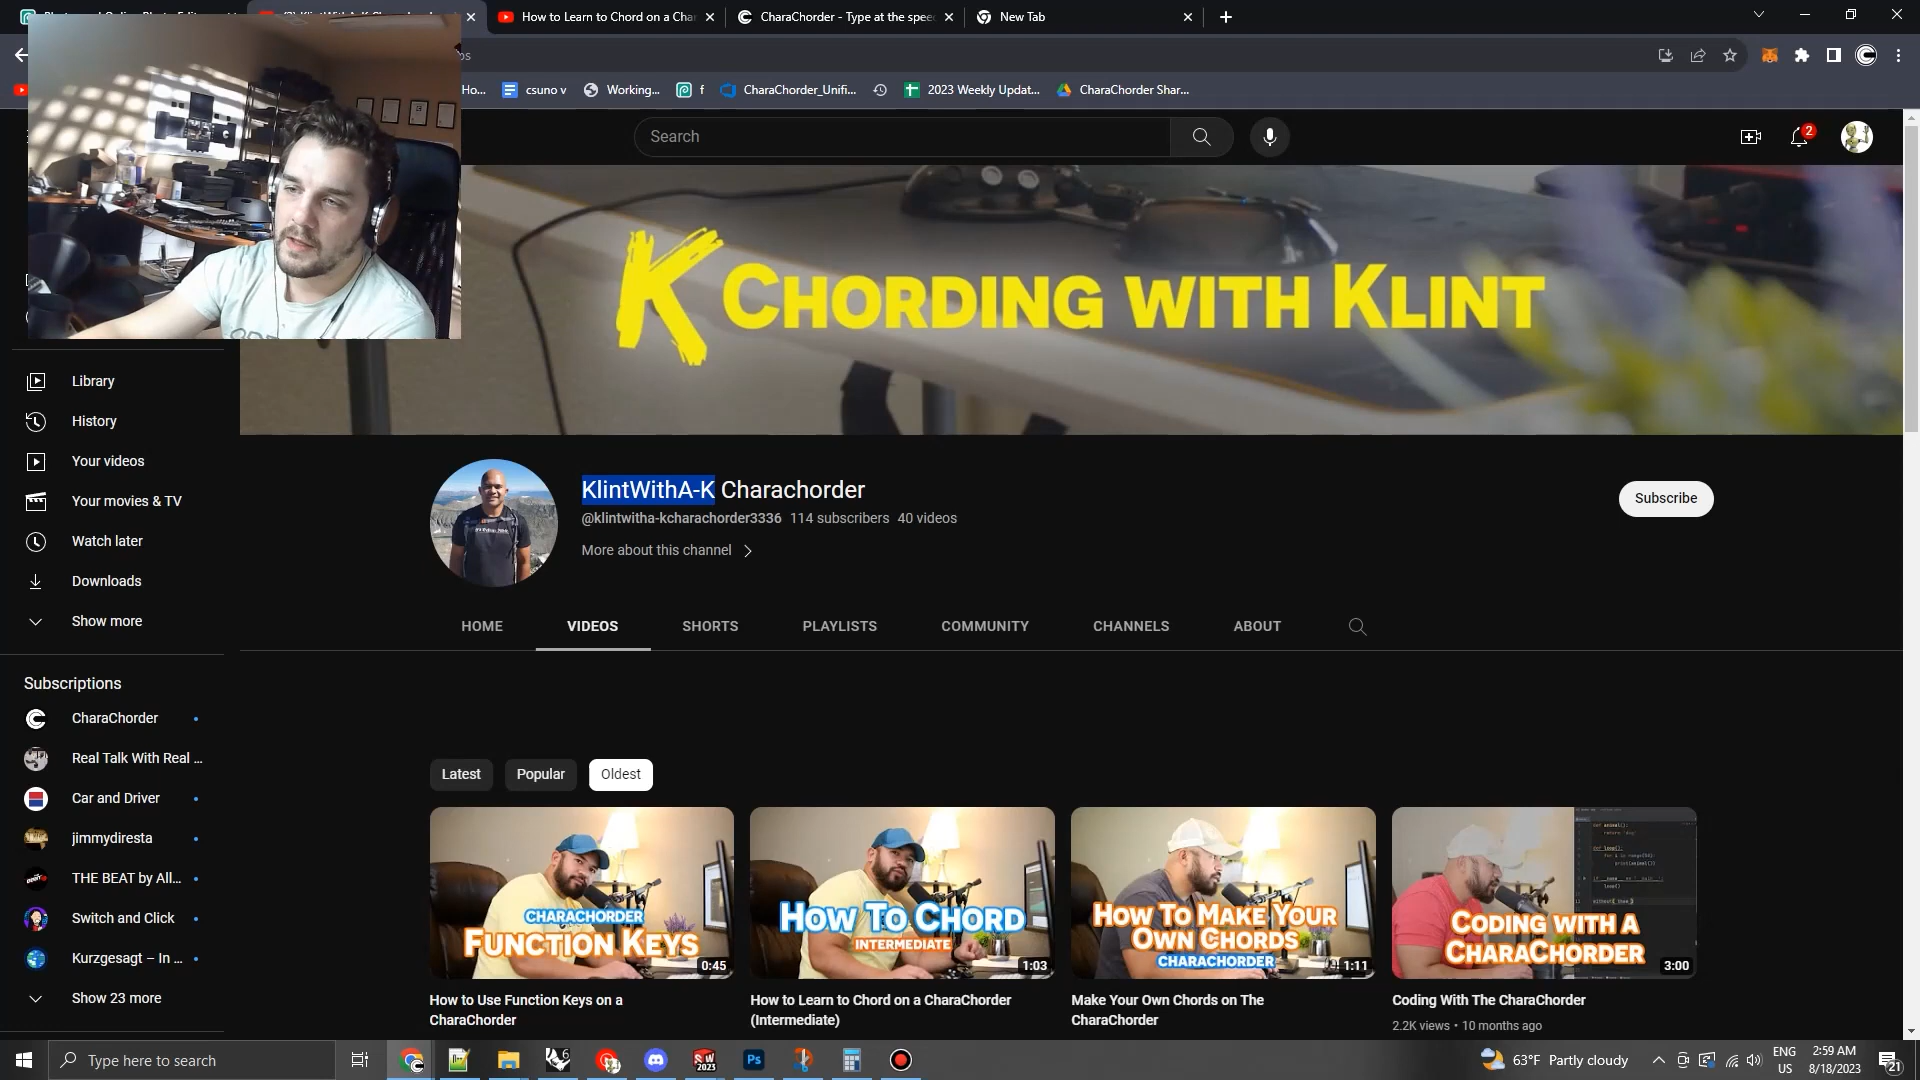 How to Learn to Chord on a Cha
CharaChorder - Type at the spee
New Tab
Ho...
csuno v
Working...
f
CharaChorder_Unifi...
2023 Weekly Updat...
CharaChorder Shar...
Search
2
K CHORDING WITH KLINT
Library
History
Your videos
Your movies & TV
Watch later
Downloads
Show more
KlintWithA-K Charachorder
@klintwitha-kcharachorder3336 114 subscribers 40 videos
More about this channel
Subscribe
HOME
VIDEOS
SHORTS
PLAYLISTS
COMMUNITY
CHANNELS
ABOUT
Subscriptions
CharaChorder
Real Talk With Real ...
Car and Driver
jimmydiresta
THE BEAT by All...
Switch and Click
Kurzgesagt – In ...
Show 23 more
Latest
Popular
Oldest
CHARACHORDER
FUNCTION KEYS
0:45
How to Use Function Keys on a
CharaChorder
HOW TO CHORD
INTERMEDIATE
1:03
How to Learn to Chord on a CharaChorder
(Intermediate)
HOW TO MAKE YOUR
OWN CHORDS
CHARACHORDER
1:11
Make Your Own Chords on The
CharaChorder
CODING WITH A
CHARACHORDER
3:00
Coding With The CharaChorder
2.2K views • 10 months ago
Type here to search
63°F Partly cloudy
ENG
US
2:59 AM
8/18/2023
21